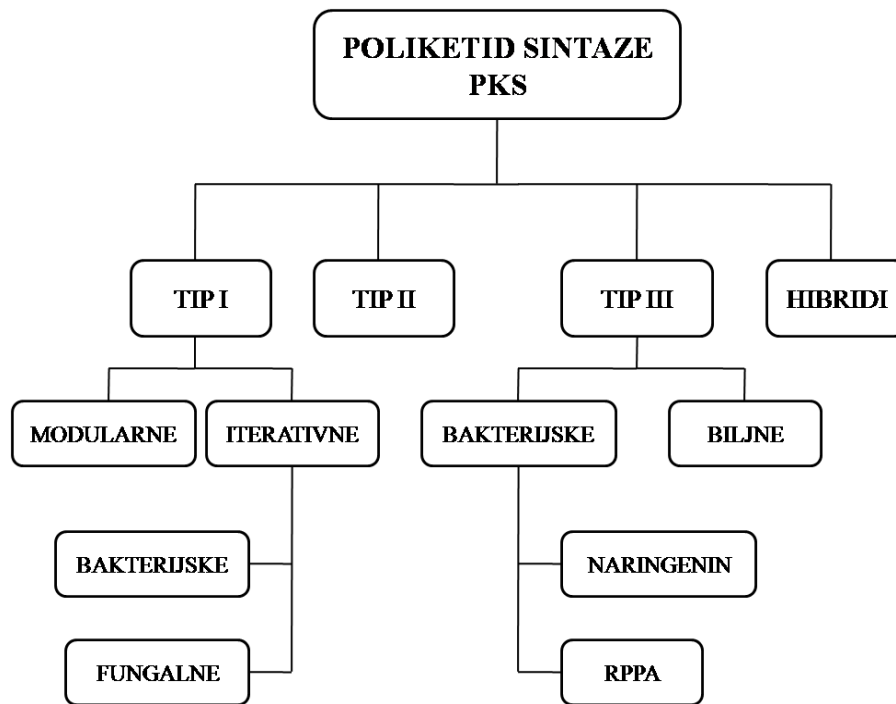 POLIKETID SINTAZE
PKS
TIP I
TIP II
TIP III
HIBRIDI
MODULARNE
ITERATIVNE
BAKTERIJSKE
BILJNE
BAKTERIJSKE
NARINGENIN
FUNGALNE
RPPA